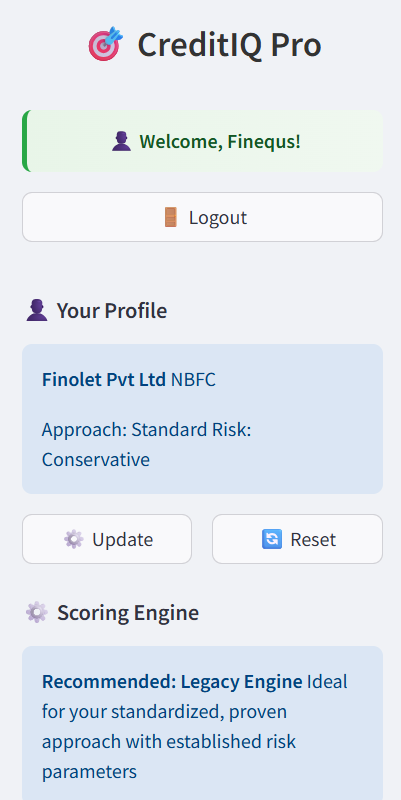 CreditIQ Pro
Welcome, Finequs!
Logout
Your Profile
Finolet Pvt Ltd NBFC
Approach: Standard Risk:
Conservative
Update
Reset
Scoring Engine
Recommended: Legacy Engine Ideal
for your standardized, proven
approach with established risk
parameters